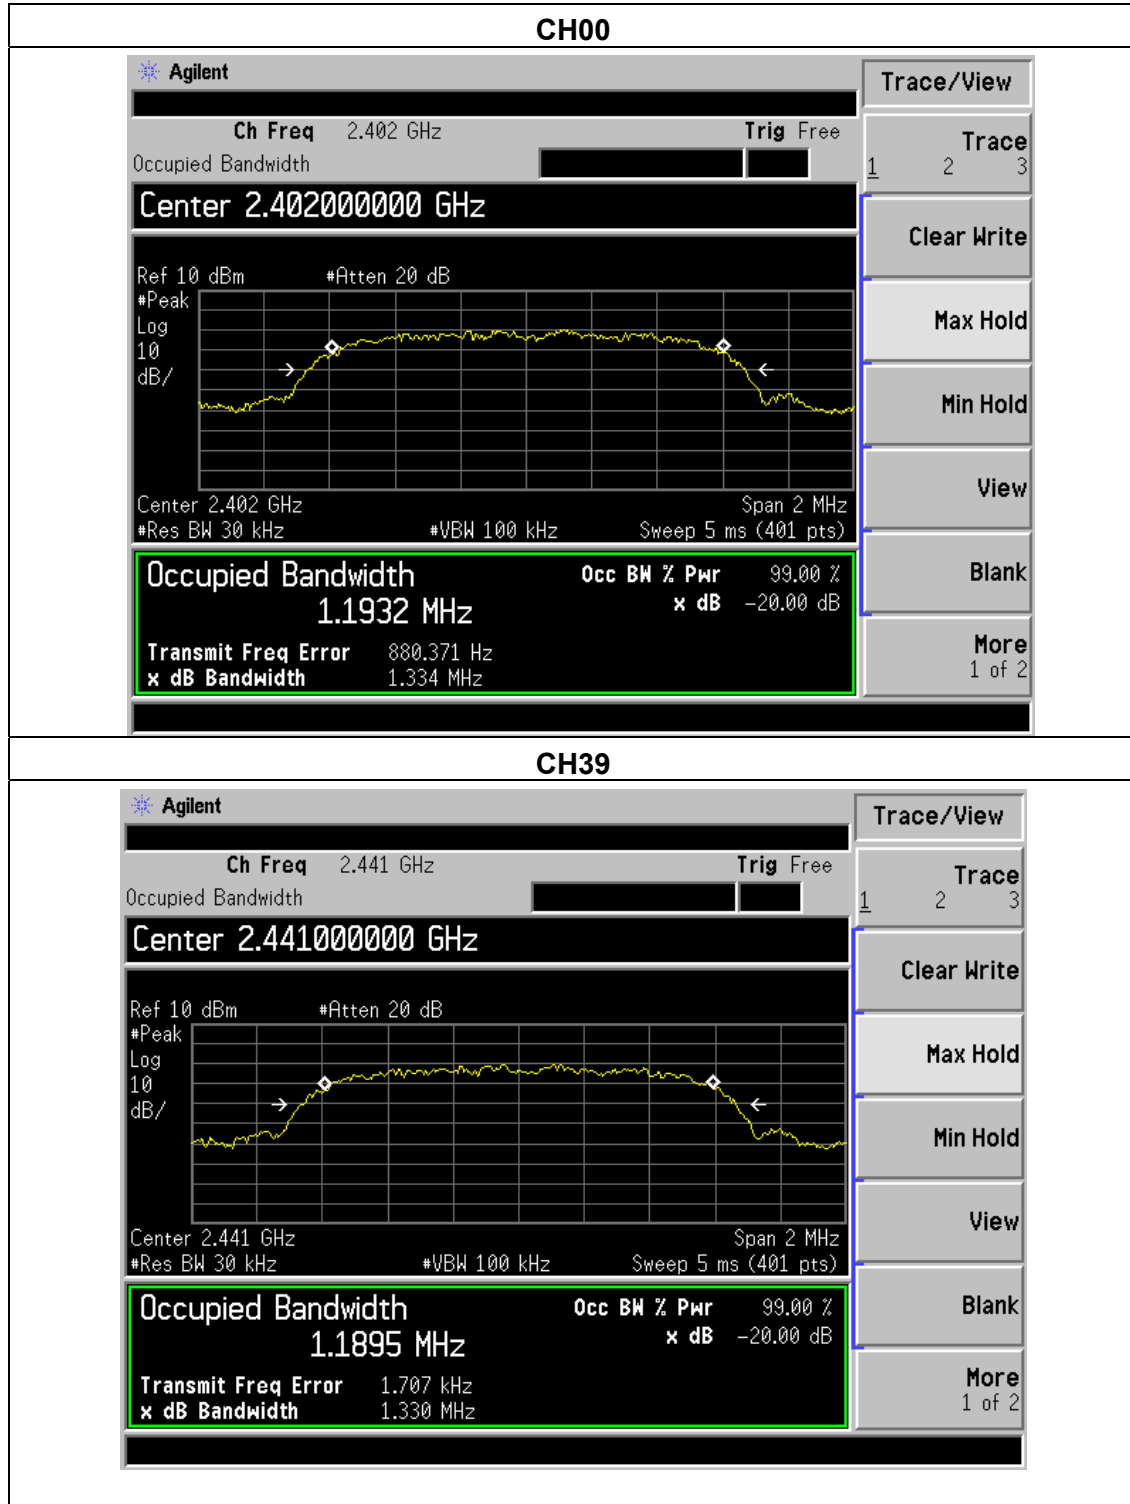 CH00
Agilent
Trace/View
Ch Freq 2.402 GHz Trig Free
Occupied Bandwidth
Trace
1 2 3
Center 2.402000000 GHz
Clear Write
Ref 10 dBm #Atten 20 dB
#Peak
Log
10
dB/
Max Hold
Min Hold
View
Center 2.402 GHz Span 2 MHz
#Res BW 30 kHz #VBW 100 kHz Sweep 5 ms (401 pts)
Occupied Bandwidth Occ BW % Pwr 99.00 %
1.1932 MHz x dB -20.00 dB
Blank
Transmit Freq Error 880.371 Hz
x dB Bandwidth 1.334 MHz
More
1 of 2
CH39
Agilent
Trace/View
Ch Freq 2.441 GHz Trig Free
Occupied Bandwidth
Trace
1 2 3
Center 2.441000000 GHz
Clear Write
Ref 10 dBm #Atten 20 dB
#Peak
Log
10
dB/
Max Hold
Min Hold
View
Center 2.441 GHz Span 2 MHz
#Res BW 30 kHz #VBW 100 kHz Sweep 5 ms (401 pts)
Occupied Bandwidth Occ BW % Pwr 99.00 %
1.1895 MHz x dB -20.00 dB
Blank
Transmit Freq Error 1.707 kHz
x dB Bandwidth 1.330 MHz
More
1 of 2